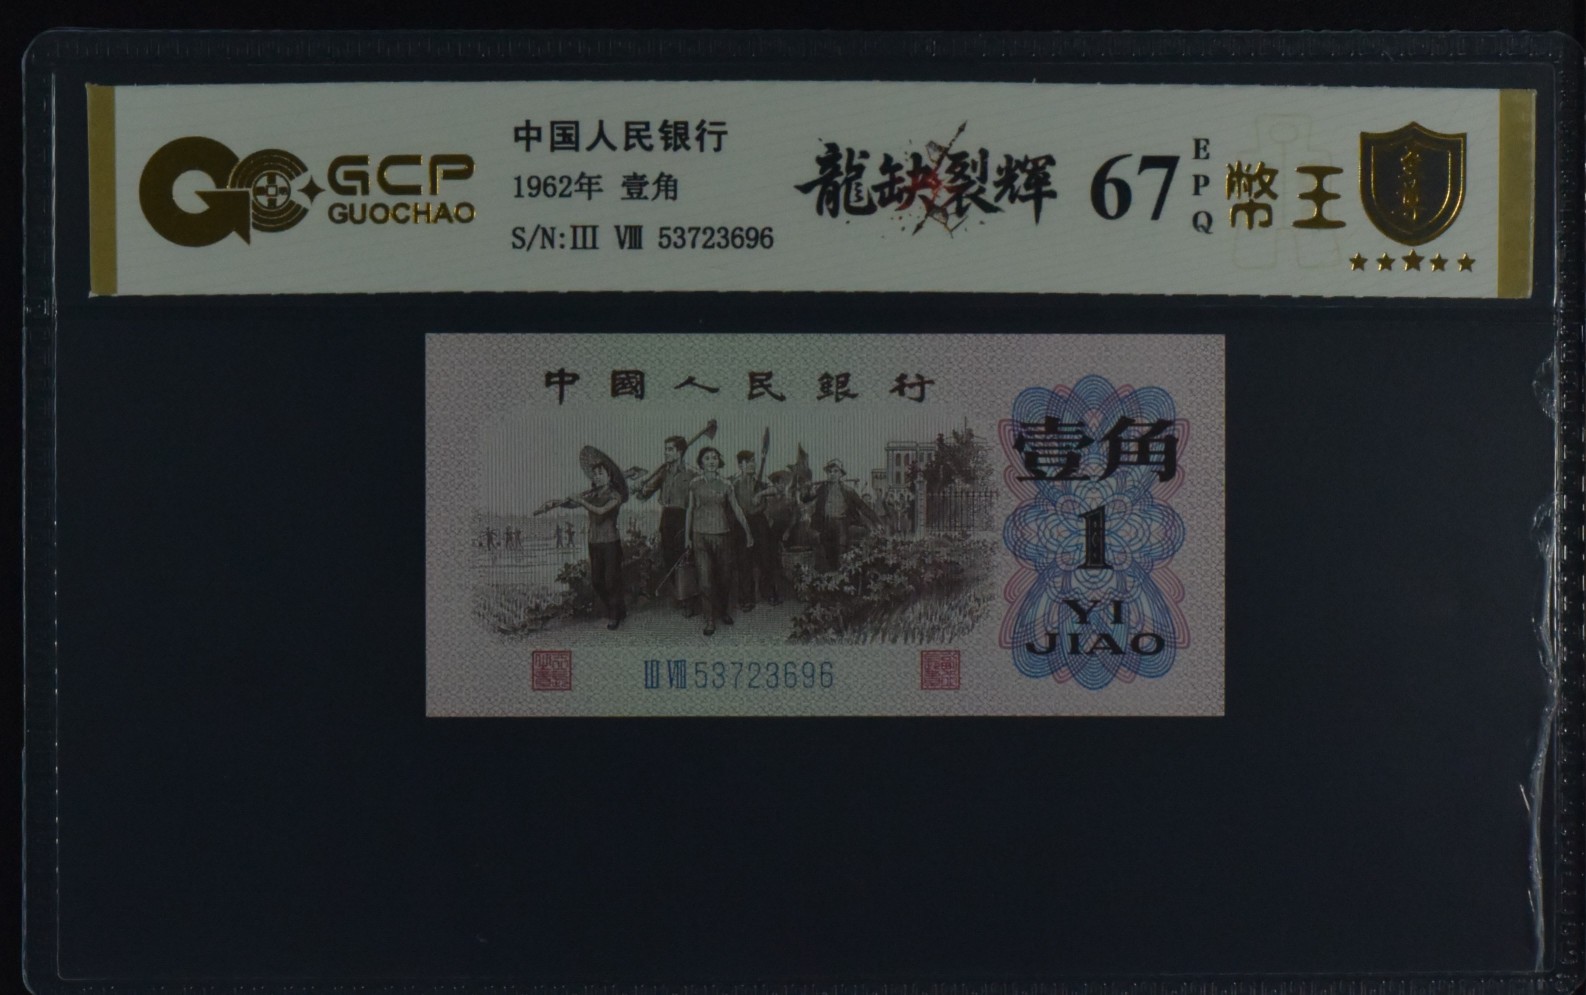 GCP
GUOCHAO
中国人民银行
1962年 壹角
S/N:III VIII 53723696
龍缺裂輝
67
EPQ
幣王
中國人民銀行
壹角
1
YI
JIAO
III VIII 53723696